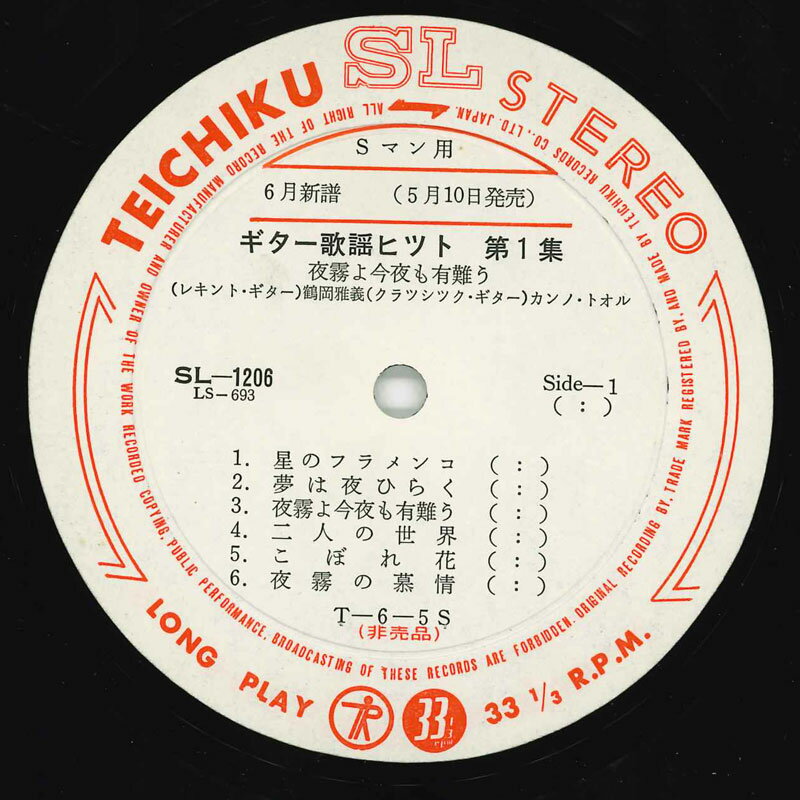 TEICHIKU SL STEREO
ALL RIGHT OF THE RECORD MANUFACTURER AND OWNER OF THE WORK RECORDED COPYING, PUBLIC PERFORMANCE, BROADCASTING OF THESE RECORDS ARE FORBIDDEN. ORIGINAL RECORDING BY, TRADE MARK REGISTERED BY, AND MADE BY TEICHIKU RECORDS CO., LTD. JAPAN.
Sマン用
6月新譜 (5月10日発売)
ギター歌謡ヒツト 第1集
夜霧よ今夜も有難う
(レキント・ギター)鶴岡雅義(クラツシツク・ギター)カンノ・トオル
SL-1206
LS-693
Side-1
( : )
1. 星のフラメンコ ( : )
2. 夢は夜ひらく ( : )
3. 夜霧よ今夜も有難う ( : )
4. 二人の世界 ( : )
5. こぼれ花 ( : )
6. 夜霧の慕情 ( : )
T-6-5S
(非売品)
LONG PLAY 33 1/3 33 1/3 R.P.M.